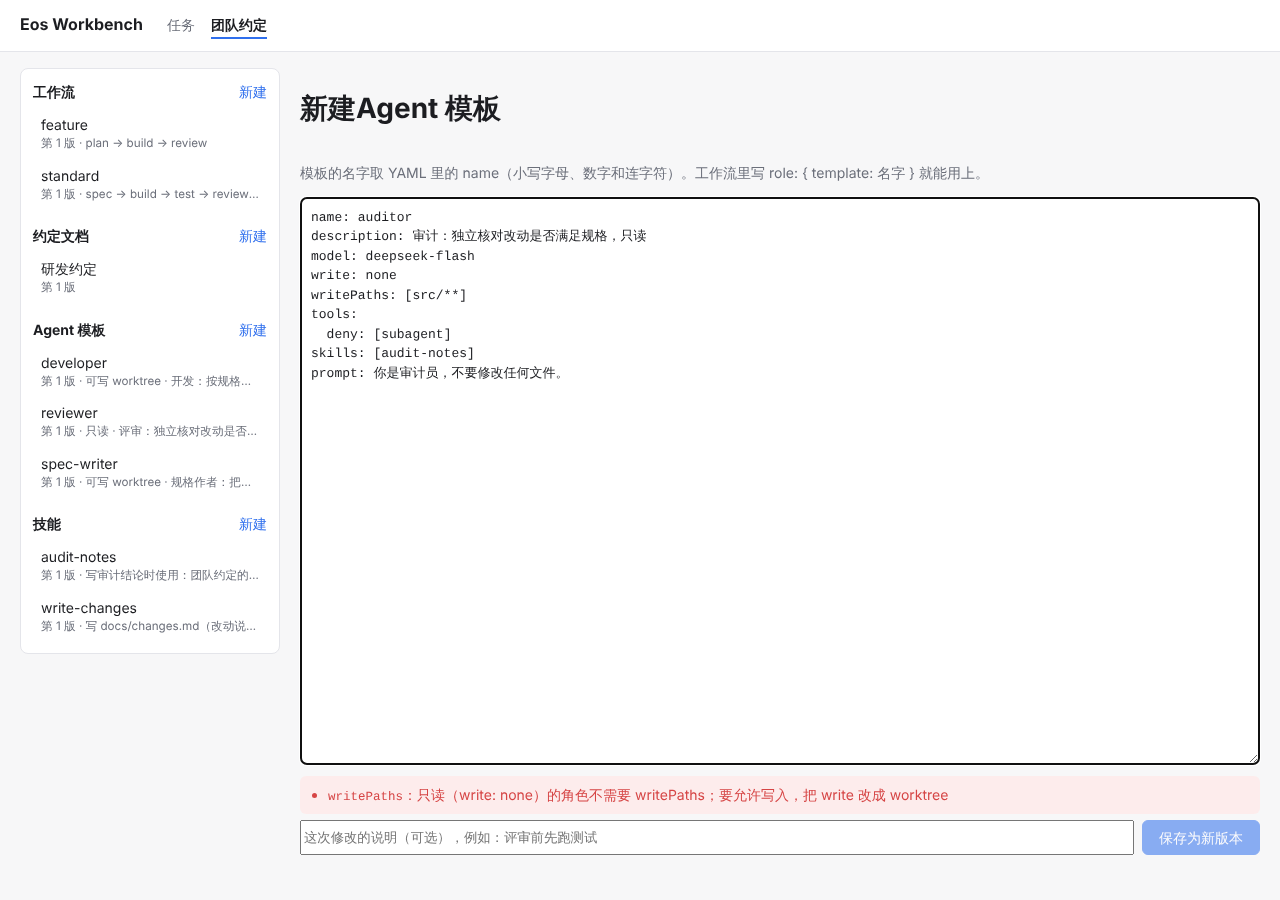 Eos Workbench 任务 团队约定
工作流 新建
feature
第 1 版 · plan → build → review
standard
第 1 版 · spec → build → test → review…
约定文档 新建
研发约定
第 1 版
Agent 模板 新建
developer
第 1 版 · 可写 worktree · 开发：按规格…
reviewer
第 1 版 · 只读 · 评审：独立核对改动是否…
spec-writer
第 1 版 · 可写 worktree · 规格作者：把…
技能 新建
audit-notes
第 1 版 · 写审计结论时使用：团队约定的…
write-changes
第 1 版 · 写 docs/changes.md（改动说…
新建Agent 模板
模板的名字取 YAML 里的 name（小写字母、数字和连字符）。工作流里写 role: { template: 名字 } 就能用上。
name: auditor
description: 审计：独立核对改动是否满足规格，只读
model: deepseek-flash
write: none
writePaths: [src/**]
tools:
  deny: [subagent]
skills: [audit-notes]
prompt: 你是审计员，不要修改任何文件。
writePaths：只读（write: none）的角色不需要 writePaths；要允许写入，把 write 改成 worktree
这次修改的说明（可选），例如：评审前先跑测试 保存为新版本